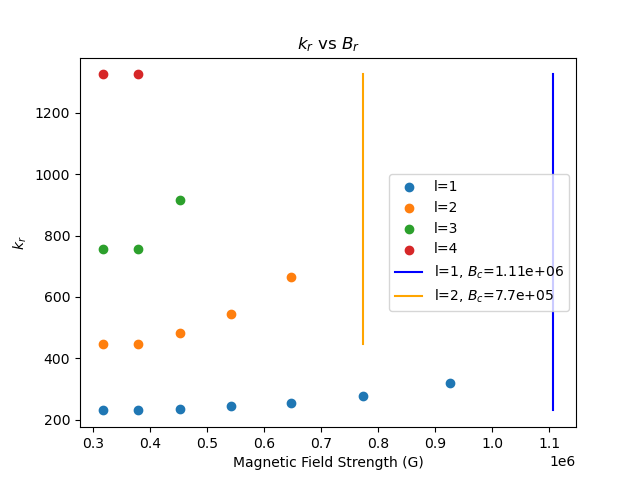 k_r vs B_r
k_r
1200
1000
800
600
400
200
l=1
l=2
l=3
l=4
l=1, B_c=1.11e+06
l=2, B_c=7.7e+05
0.3 0.4 0.5 0.6 0.7 0.8 0.9 1.0 1.1
1e6
Magnetic Field Strength (G)